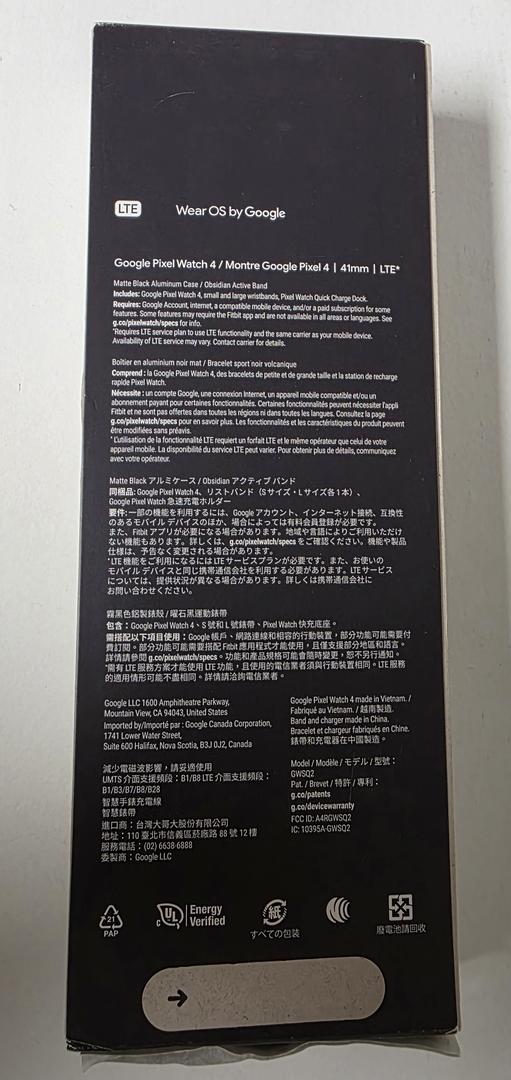 LTE Wear OS by Google
Google Pixel Watch 4 / Montre Google Pixel 4 | 41mm | LTE*
Matte Black Aluminum Case / Obsidian Active Band
Includes: Google Pixel Watch 4, small and large wristbands, Pixel Watch Quick Charge Dock.
Requires: Google Account, internet, a compatible mobile device, and/or a paid subscription for some
features. Some features may require the Fitbit app and are not available in all areas or languages. See
g.co/pixelwatch/specs for info.
*Requires LTE service plan to use LTE functionality and the same carrier as your mobile device.
Availability of LTE service may vary. Contact carrier for details.
Boîtier en aluminium noir mat / Bracelet sport noir volcanique
Comprend : la Google Pixel Watch 4, des bracelets de petite et de grande taille et la station de recharge
rapide Pixel Watch.
Nécessite : un compte Google, une connexion Internet, un appareil mobile compatible et/ou un
abonnement payant pour certaines fonctionnalités. Certaines fonctionnalités peuvent nécessiter l'appli
Fitbit et ne sont pas offertes dans toutes les régions ni dans toutes les langues. Consultez la page
g.co/pixelwatch/specs pour en savoir plus. Les fonctionnalités et les caractéristiques du produit peuvent
être modifiées sans préavis.
* L'utilisation de la fonctionnalité LTE requiert un forfait LTE et le même opérateur que celui de votre
appareil mobile. La disponibilité du service LTE peut varier. Pour obtenir plus de détails, communiquez
avec votre opérateur.
Matte Black アルミケース / Obsidian アクティブ バンド
同梱品: Google Pixel Watch 4、リストバンド（S サイズ・L サイズ各 1 本）、
Google Pixel Watch 急速充電ホルダー
要件: 一部の機能を利用するには、Google アカウント、インターネット接続、互換性
のあるモバイル デバイスのほか、場合によっては有料会員登録が必要です。
また、Fitbit アプリが必要になる場合があります。地域や言語によりご利用いただけ
ない機能もあります。詳しくは、g.co/pixelwatch/specs をご確認ください。機能や製品
仕様は、予告なく変更される場合があります。
*LTE 機能をご利用になるには LTE サービスプランが必要です。また、お使いの
モバイル デバイスと同じ携帯通信会社を利用する必要があります。LTE サービス
については、提供状況が異なる場合があります。詳しくは携帯通信会社に
お問い合わせください。
霧黑色鋁製錶殼 / 曜石黑運動錶帶
包含：Google Pixel Watch 4、S 號和 L 號錶帶、Pixel Watch 快充底座。
需搭配以下項目使用：Google 帳戶、網路連線和相容的行動裝置，部分功能可能需要付
費訂閱。部分功能可能需要搭配 Fitbit 應用程式才能使用，且僅支援部分地區和語言。
詳情請參閱 g.co/pixelwatch/specs。功能和產品規格可能會隨時變更，恕不另行通知。
*需有 LTE 服務方案才能使用 LTE 功能，且使用的電信業者須與行動裝置相同。LTE 服務
的適用情形可能不盡相同。詳情請洽詢電信業者。
Google LLC 1600 Amphitheatre Parkway,
Mountain View, CA 94043, United States
Imported by/Importé par : Google Canada Corporation,
1741 Lower Water Street,
Suite 600 Halifax, Nova Scotia, B3J 0J2, Canada
減少電磁波影響，請妥適使用
UMTS 介面支援頻段：B1/B8 LTE 介面支援頻段：
B1/B3/B7/B8/B28
智慧手錶充電線
智慧錶帶
進口商：台灣大哥大股份有限公司
地址：110 臺北市信義區菸廠路 88 號 12 樓
服務電話：(02) 6638-6888
委製商：Google LLC
Google Pixel Watch 4 made in Vietnam. /
Fabriqué au Vietnam. / 越南製造.
Band and charger made in China.
Bracelet et chargeur fabriqués en Chine.
錶帶和充電器在中國製造。
Model / Modèle / モデル / 型號：
GWSQ2
Pat. / Brevet / 特許 / 專利：
g.co/patents
g.co/devicewarranty
FCC ID: A4RGWSQ2
IC: 10395A-GWSQ2
21
PAP
c UL Energy
Verified
紙
すべての包装
廢電池請回收